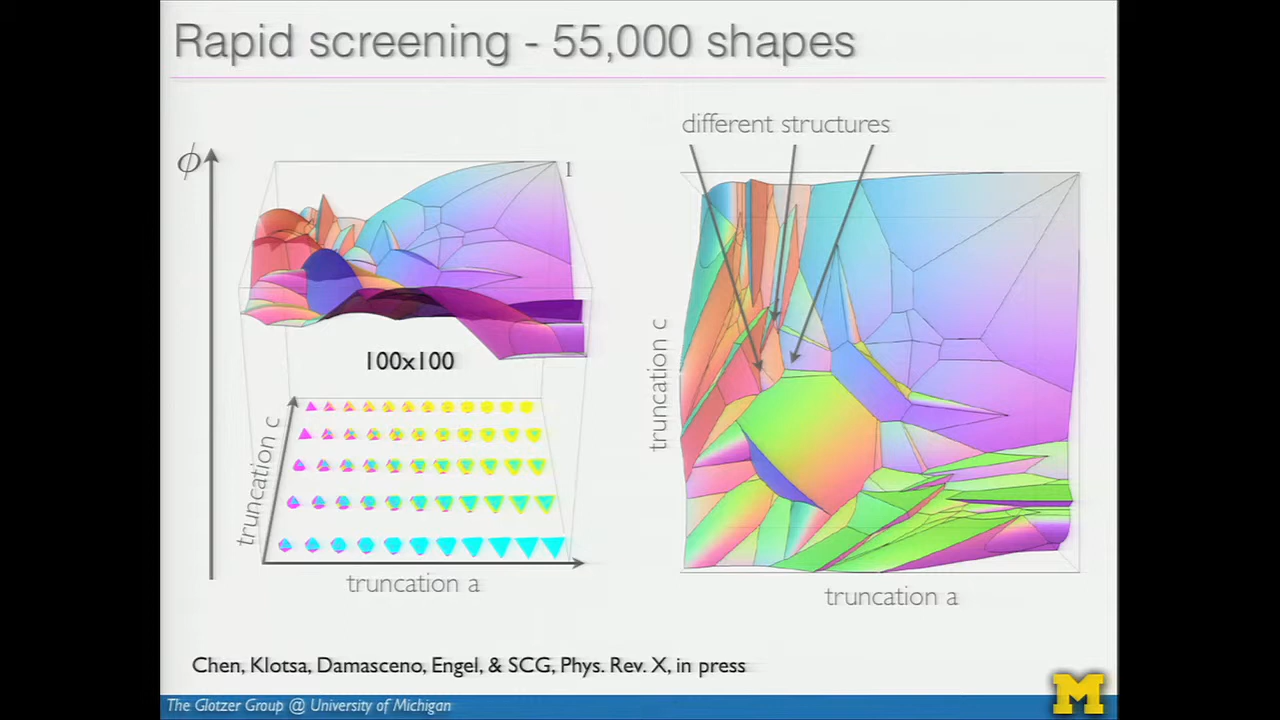 Rapid screening - 55,000 shapes
different structures
ϕ
1
100x100
truncation c
truncation a
truncation c
truncation a
Chen, Klotsa, Damasceno, Engel, & SCG, Phys. Rev. X, in press
The Glotzer Group @ University of Michigan
M